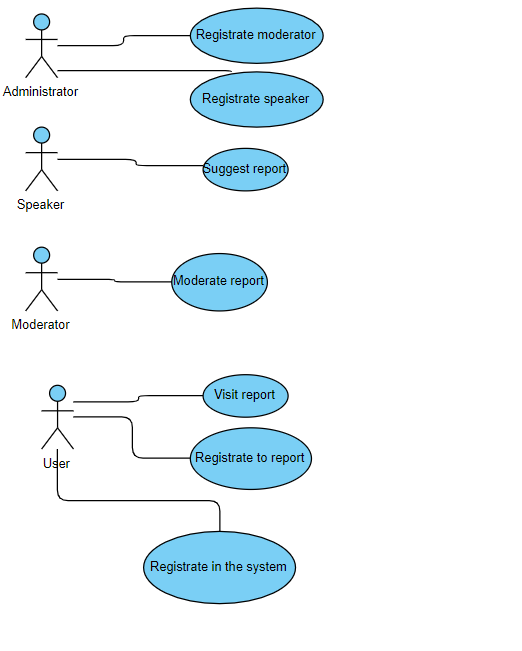 Registrate moderator
Administrator
Registrate speaker
Suggest report
Speaker
Moderate report
Moderator
Visit report
User
Registrate to report
Registrate in the system